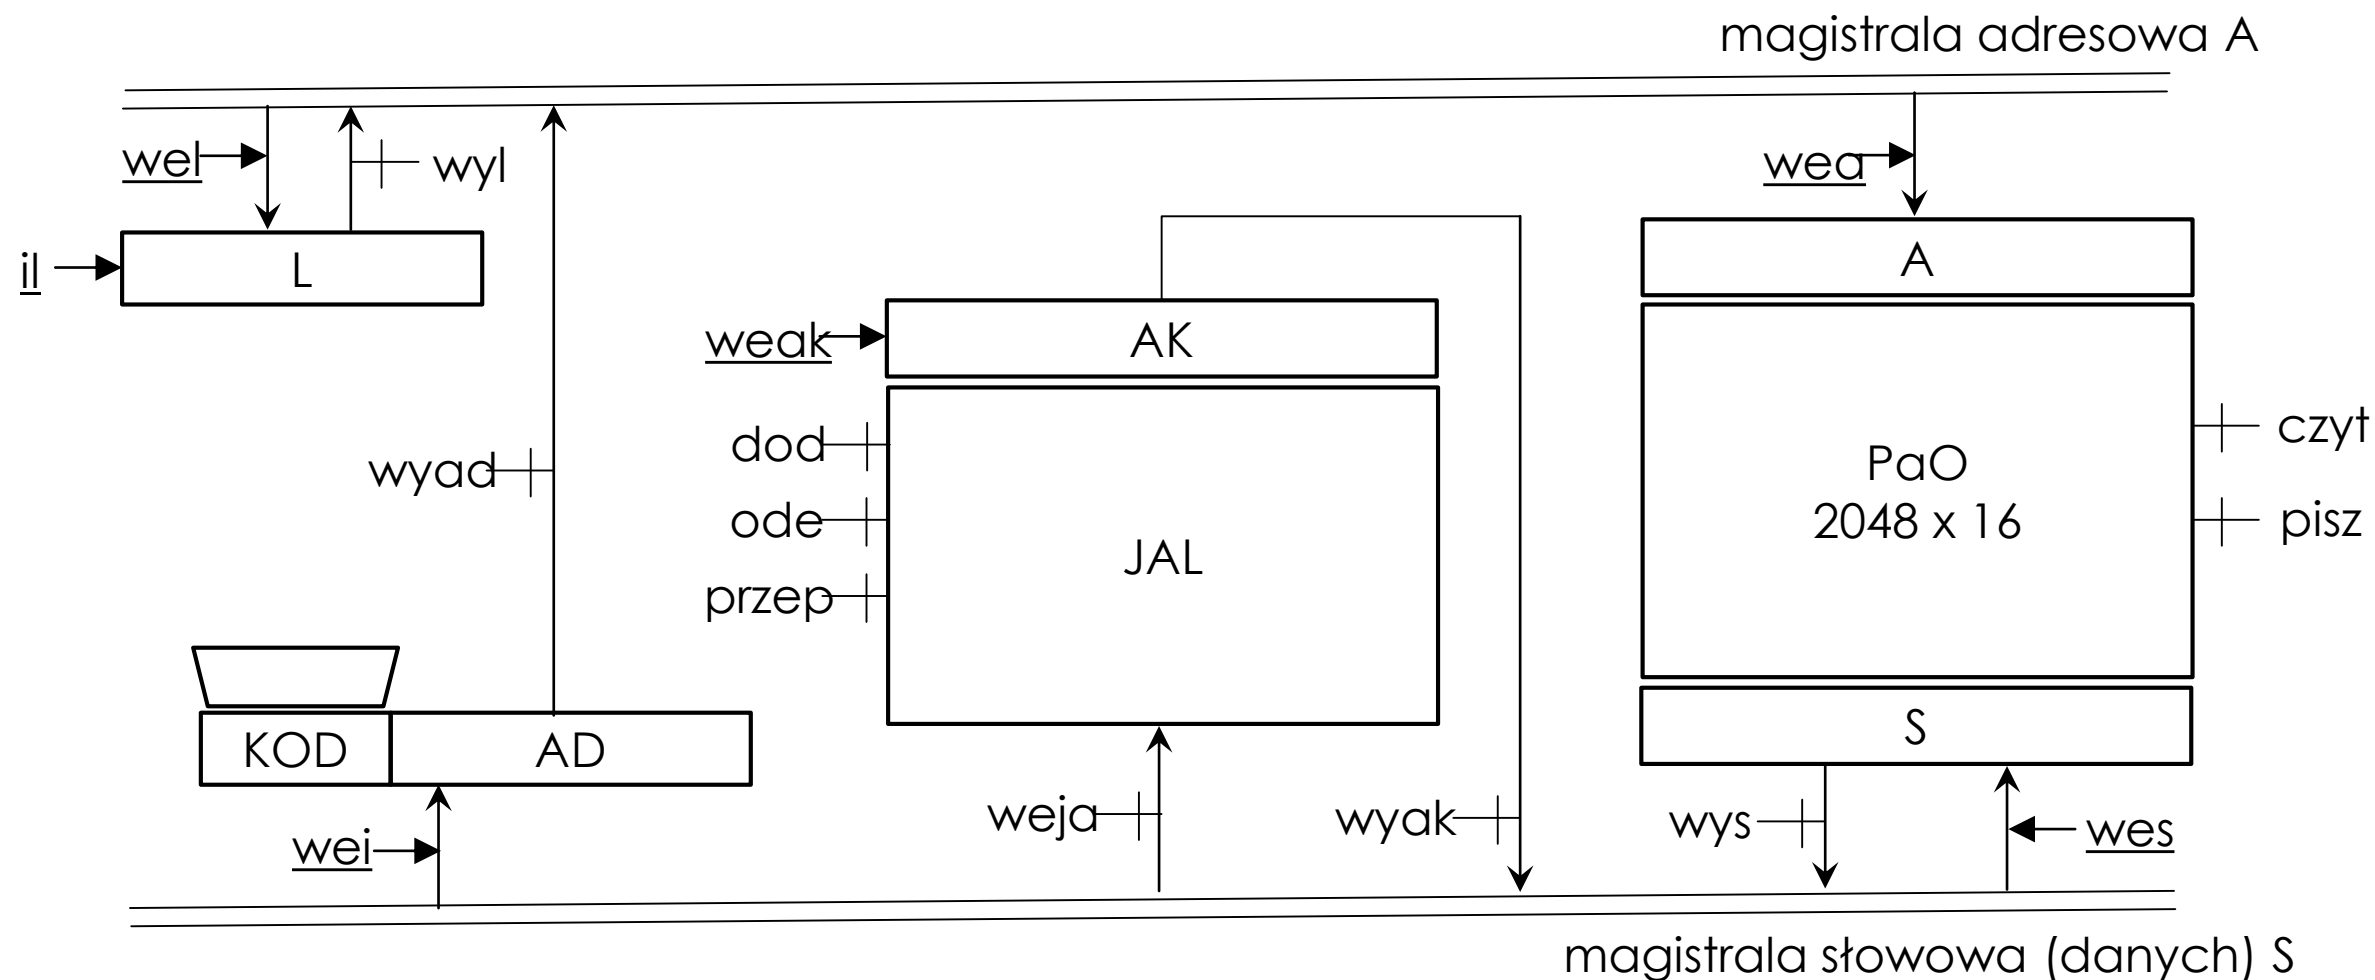 magistrala adresowa A
wel
wyl
wea
il
L
A
weak
AK
dod
czyt
wyad
PaO
2048 x 16
ode
pisz
JAL
przep
KOD
AD
S
weja
wyak
wys
wes
wei
magistrala słowowa (danych) S